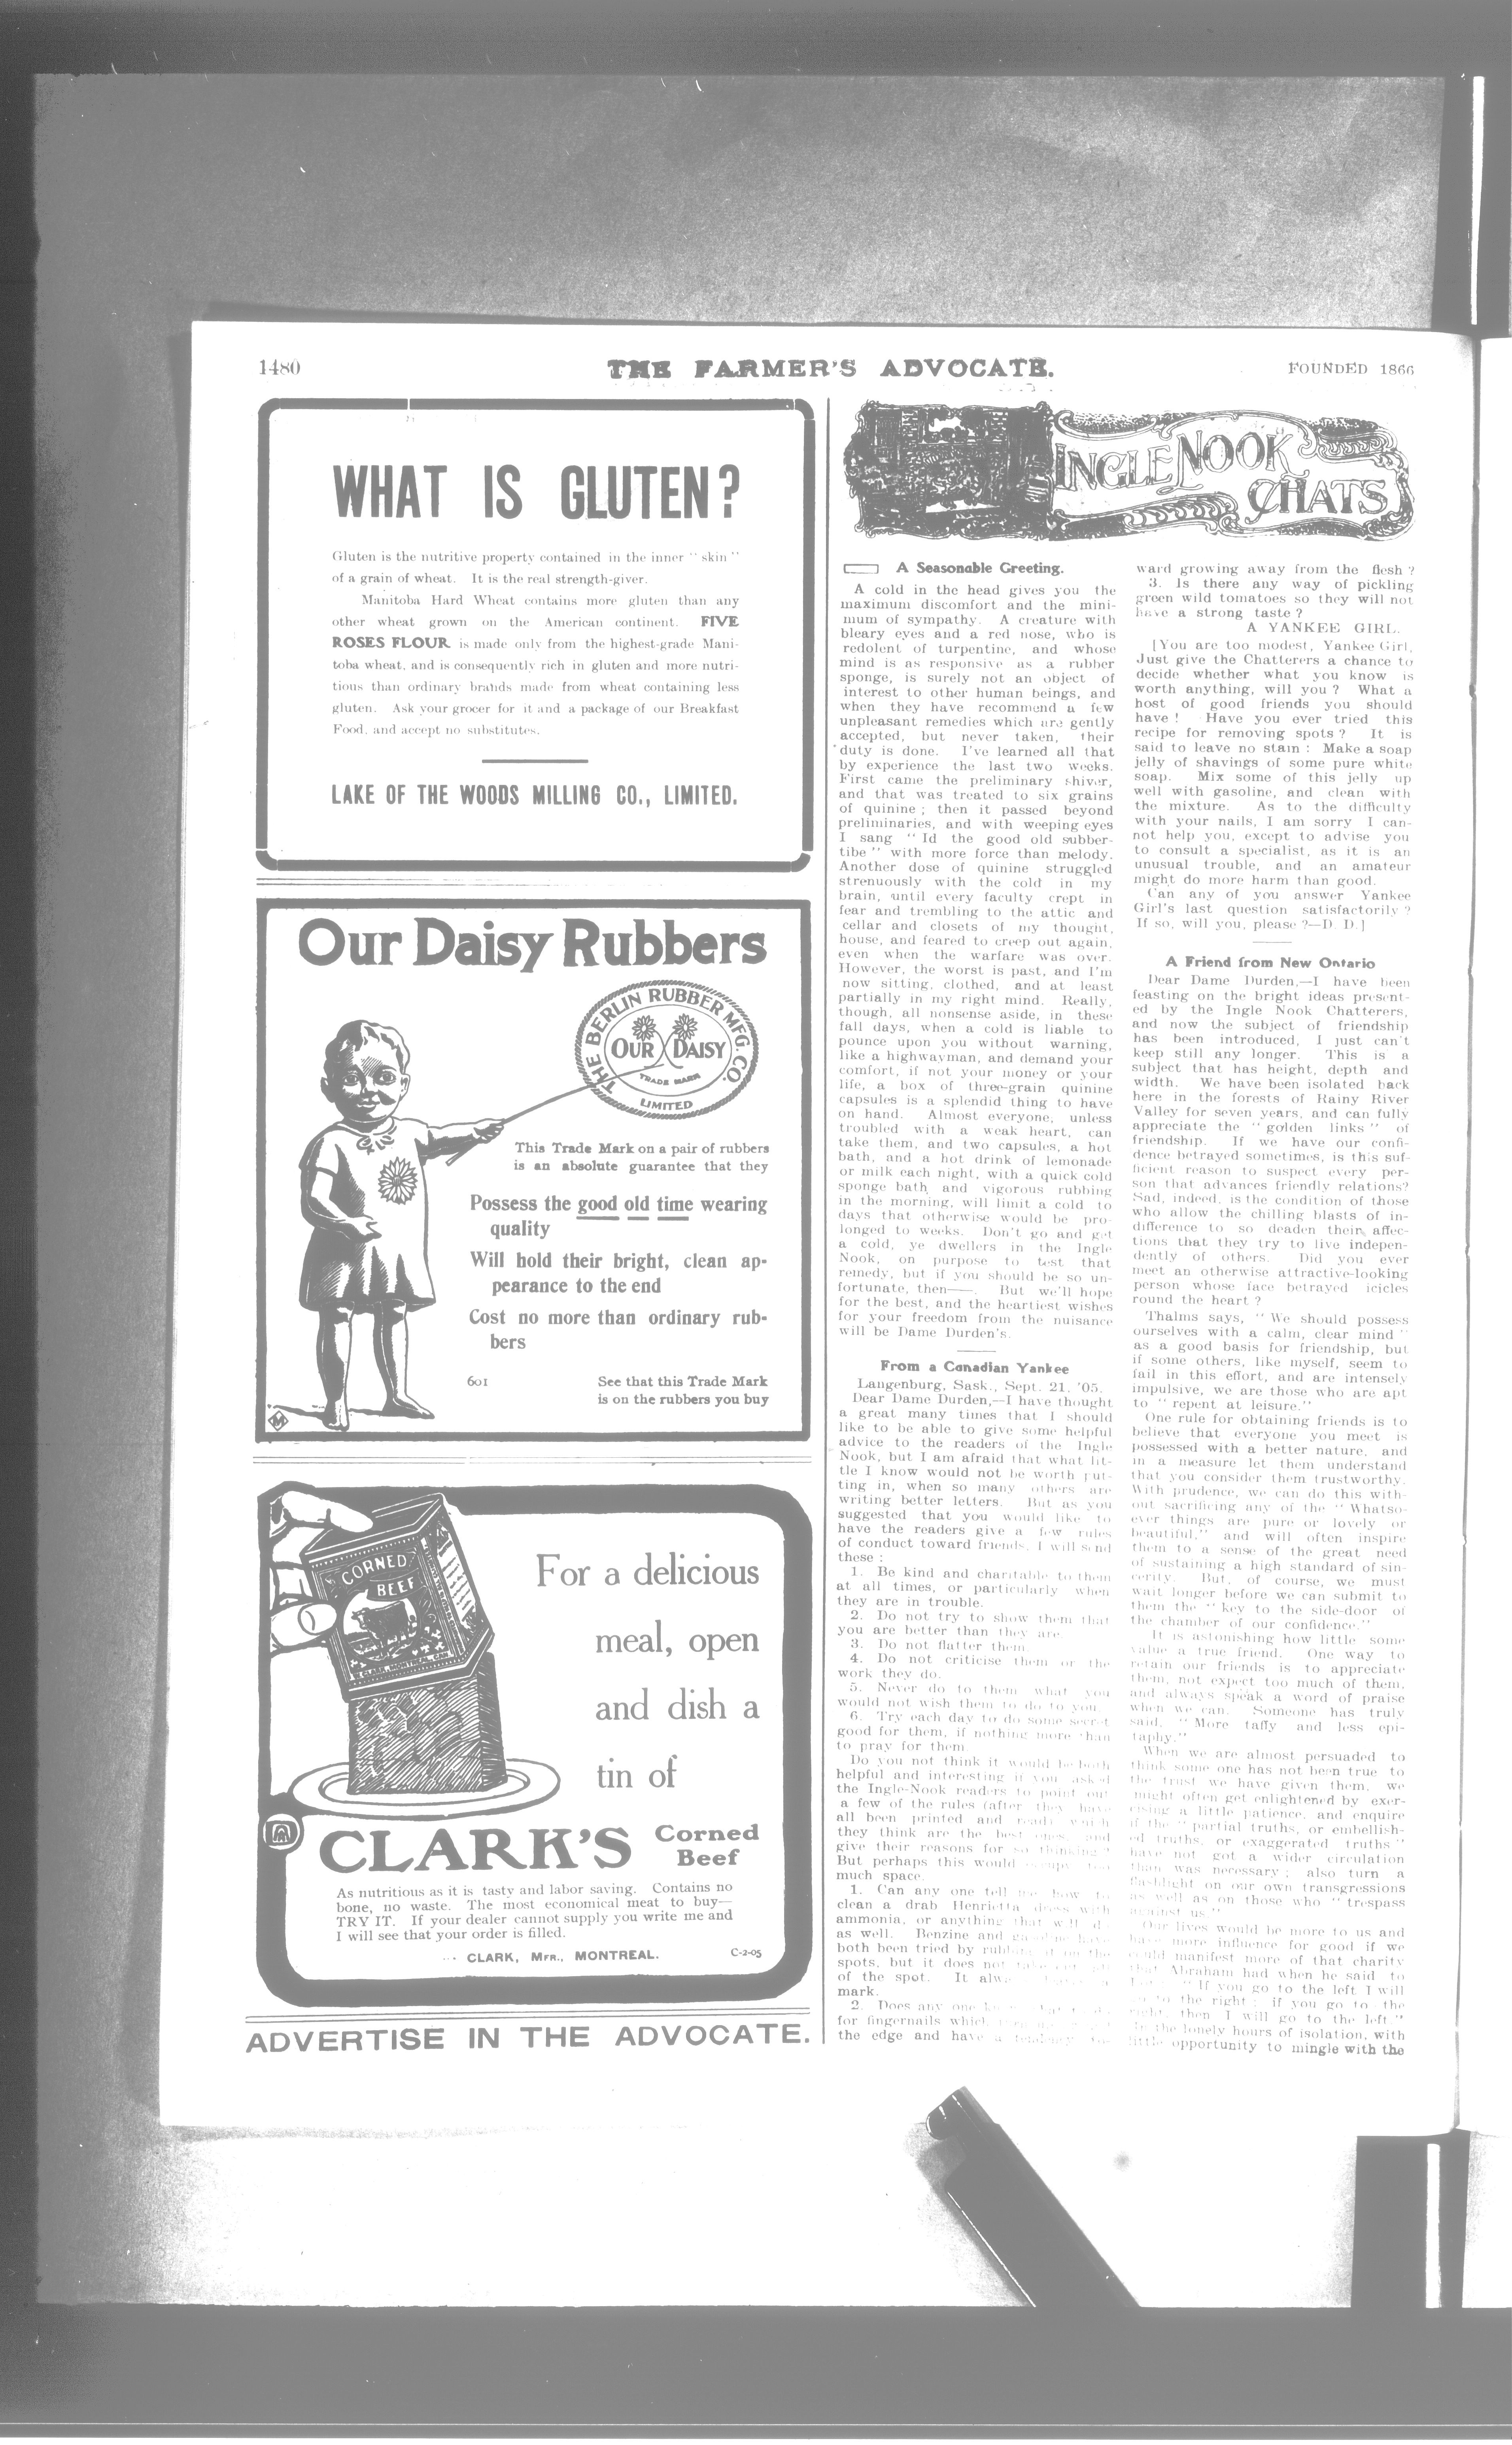 1480
THE FARMER'S ADVOCATE.
FOUNDED 1866
WHAT IS GLUTEN?
Gluten is the nutritive property contained in the inner "skin"
of a grain of wheat. It is the real strength-giver.
Manitoba Hard Wheat contains more gluten than any
other wheat grown on the American continent. FIVE
ROSES FLOUR is made only from the highest-grade Mani-
toba wheat, and is consequently rich in gluten and more nutri-
tious than ordinary brands made from wheat containing less
gluten. Ask your grocer for it and a package of our Breakfast
Food, and accept no substitutes.
LAKE OF THE WOODS MILLING CO., LIMITED.
Our Daisy Rubbers
THE BERLIN RUBBER MFG. CO.
OUR DAISY
TRADE MARK
LIMITED
This Trade Mark on a pair of rubbers
is an absolute guarantee that they
Possess the good old time wearing
quality
Will hold their bright, clean ap-
pearance to the end
Cost no more than ordinary rub-
bers
601
See that this Trade Mark
is on the rubbers you buy
M
CORNED
BEEF
W. CLARK, MONTREAL, CAN.
For a delicious
meal, open
and dish a
tin of
CLARK'S Corned
Beef
As nutritious as it is tasty and labor saving. Contains no
bone, no waste. The most economical meat to buy—
TRY IT. If your dealer cannot supply you write me and
I will see that your order is filled.
CLARK, MFR., MONTREAL.
C-2-05
ADVERTISE IN THE ADVOCATE.
INGLE NOOK
CHATS
A Seasonable Greeting.
A cold in the head gives you the
maximum discomfort and the mini-
mum of sympathy. A creature with
bleary eyes and a red nose, who is
redolent of turpentine, and whose
mind is as responsive as a rubber
sponge, is surely not an object of
interest to other human beings, and
when they have recommend a few
unpleasant remedies which are gently
accepted, but never taken, their
duty is done. I've learned all that
by experience the last two weeks.
First came the preliminary shiver,
and that was treated to six grains
of quinine; then it passed beyond
preliminaries, and with weeping eyes
I sang "Id the good old subber-
tibe" with more force than melody.
Another dose of quinine struggled
strenuously with the cold in my
brain, until every faculty crept in
fear and trembling to the attic and
cellar and closets of my thought,
house, and feared to creep out again,
even when the warfare was over.
However, the worst is past, and I'm
now sitting, clothed, and at least
partially in my right mind. Really,
though, all nonsense aside, in these
fall days, when a cold is liable to
pounce upon you without warning,
like a highwayman, and demand your
comfort, if not your money or your
life, a box of three-grain quinine
capsules is a splendid thing to have
on hand. Almost everyone, unless
troubled with a weak heart, can
take them, and two capsules, a hot
bath, and a hot drink of lemonade
or milk each night, with a quick cold
sponge bath and vigorous rubbing
in the morning, will limit a cold to
days that otherwise would be pro-
longed to weeks. Don't go and get
a cold, ye dwellers in the Ingle
Nook, on purpose to test that
remedy, but if you should be so un-
fortunate, then——. But we'll hope
for the best, and the heartiest wishes
for your freedom from the nuisance
will be Dame Durden's.
From a Canadian Yankee
Langenburg, Sask., Sept. 21, '05.
Dear Dame Durden,—I have thought
a great many times that I should
like to be able to give some helpful
advice to the readers of the Ingle
Nook, but I am afraid that what lit-
tle I know would not be worth put-
ting in, when so many others are
writing better letters. But as you
suggested that you would like to
have the readers give a few rules
of conduct toward friends, I will send
these:
1. Be kind and charitable to them
at all times, or particularly when
they are in trouble.
2. Do not try to show them that
you are better than they are.
3. Do not flatter them.
4. Do not criticise them or the
work they do.
5. Never do to them what you
would not wish them to do to you.
6. Try each day to do some secret
good for them, if nothing more than
to pray for them.
Do you not think it would be both
helpful and interesting if you asked
the Ingle-Nook readers to point out
a few of the rules (after they have
all been printed and read) which
they think are the best ones, and
give their reasons for so thinking?
But perhaps this would occupy too
much space.
1. Can any one tell me how to
clean a drab Henrietta dress with
ammonia, or anything that will do
as well. Benzine and gasoline have
both been tried by rubbing it on the
spots, but it does not take out all
of the spot. It always leaves a
mark.
2. Does any one
for fingernails which
the edge and have a tendency
ward growing away from the flesh?
3. Is there any way of pickling
green wild tomatoes so they will not
have a strong taste?
A YANKEE GIRL.
[You are too modest, Yankee Girl.
Just give the Chatterers a chance to
decide whether what you know is
worth anything, will you? What a
host of good friends you should
have! Have you ever tried this
recipe for removing spots? It is
said to leave no stain: Make a soap
jelly of shavings of some pure white
soap. Mix some of this jelly up
well with gasoline, and clean with
the mixture. As to the difficulty
with your nails, I am sorry I can-
not help you, except to advise you
to consult a specialist, as it is an
unusual trouble, and an amateur
might do more harm than good.
Can any of you answer Yankee
Girl's last question satisfactorily?
If so, will you, please?—D. D.]
A Friend from New Ontario
Dear Dame Durden,—I have been
feasting on the bright ideas present-
ed by the Ingle Nook Chatterers,
and now the subject of friendship
has been introduced, I just can't
keep still any longer. This is a
subject that has height, depth and
width. We have been isolated back
here in the forests of Rainy River
Valley for seven years, and can fully
appreciate the "golden links" of
friendship. If we have our confi-
dence betrayed sometimes, is this suf-
ficient reason to suspect every per-
son that advances friendly relations?
Sad, indeed, is the condition of those
who allow the chilling blasts of in-
difference to so deaden their affec-
tions that they try to live indepen-
dently of others. Did you ever
meet an otherwise attractive-looking
person whose face betrayed icicles
round the heart?
Thalms says, "We should possess
ourselves with a calm, clear mind"
as a good basis for friendship, but
if some others, like myself, seem to
fail in this effort, and are intensely
impulsive, we are those who are apt
to "repent at leisure."
One rule for obtaining friends is to
believe that everyone you meet is
possessed with a better nature, and
in a measure let them understand
that you consider them trustworthy.
With prudence, we can do this with-
out sacrificing any of the "Whatso-
ever things are pure or lovely or
beautiful," and will often inspire
them to a sense of the great need
of sustaining a high standard of sin-
cerity. But, of course, we must
wait longer before we can submit to
them the "key to the side-door of
the chamber of our confidence."
It is astonishing how little some
value a true friend. One way to
retain our friends is to appreciate
them, not expect too much of them,
and always speak a word of praise
when we can. Someone has truly
said, "More taffy and less epi-
taphy."
When we are almost persuaded to
think some one has not been true to
the trust we have given them, we
might often get enlightened by exer-
cising a little patience, and enquire
if the "partial truths, or embellish-
ed truths, or exaggerated truths"
have not got a wider circulation
than was necessary; also turn a
flashlight on our own transgressions
as well as on those who "trespass
against us."
Our lives would be more to us and
have more influence for good if we
could manifest more of that charity
that Abraham had when he said to
"If you go to the left I will
go to the right; if you go to the
right, then I will go to the left."
In the lonely hours of isolation, with
little opportunity to mingle with the